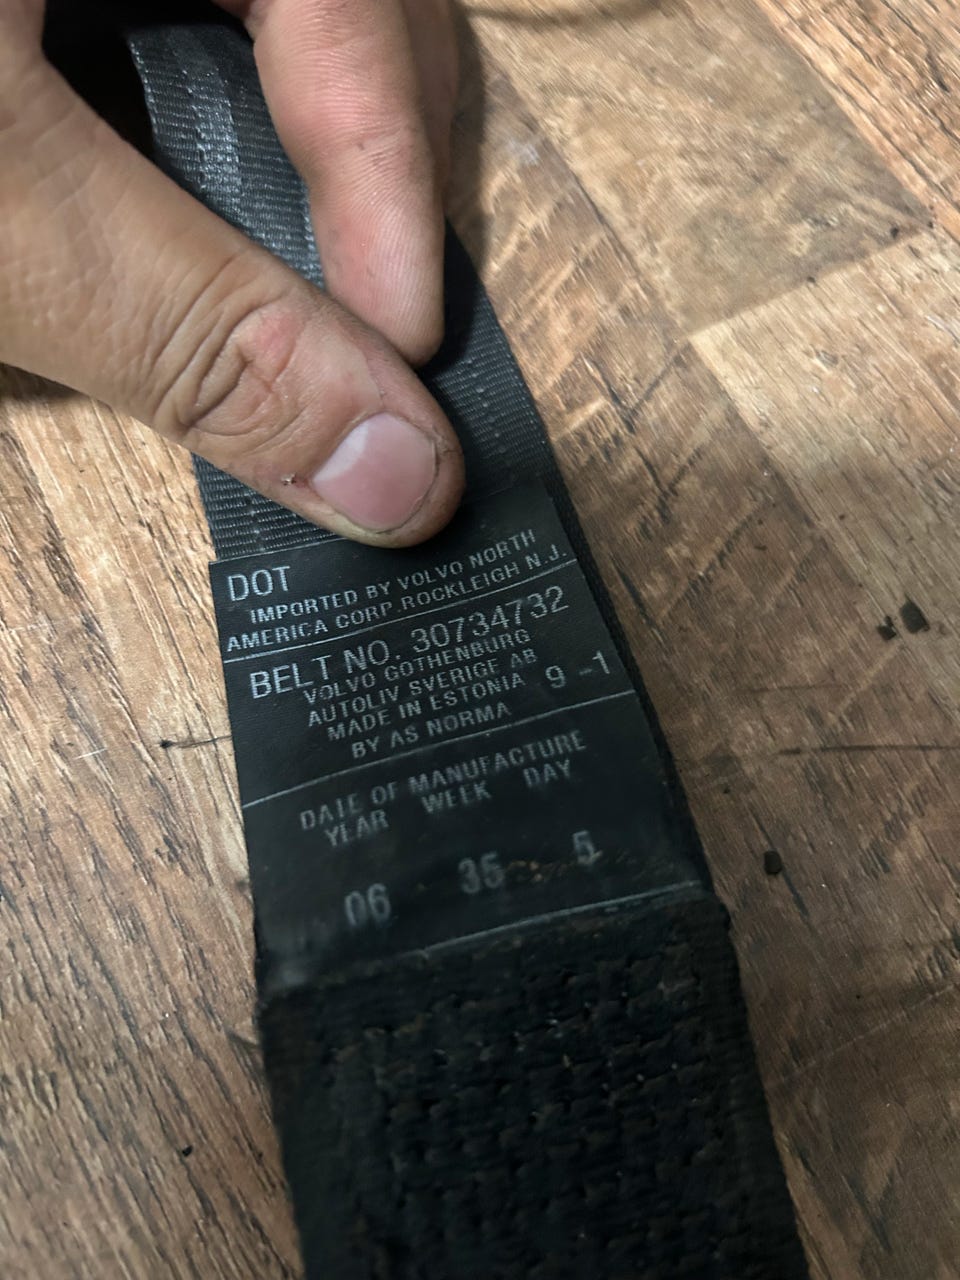 DOT
IMPORTED BY VOLVO NORTH
AMERICA CORP.ROCKLEIGH N.J.
BELT NO. 30734732
VOLVO GOTHENBURG
AUTOLIV SVERIGE AB
MADE IN ESTONIA 9-1
BY AS NORMA
DATE OF MANUFACTURE
YEAR WEEK DAY
06 35 5